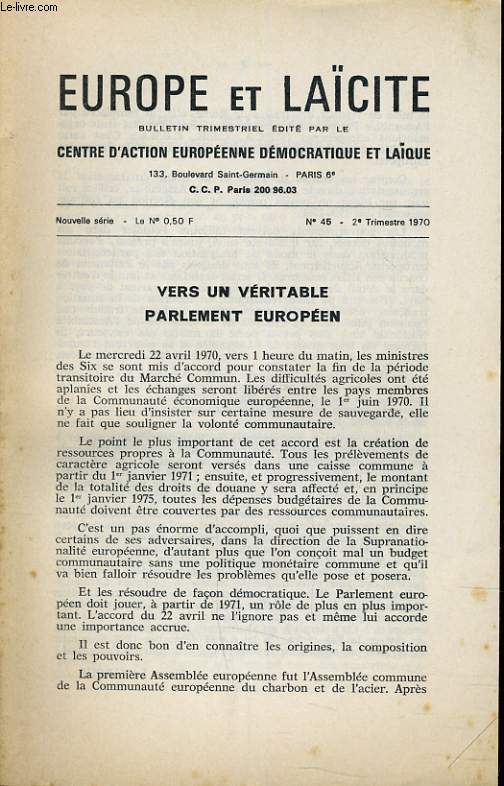 Le-livre.com
EUROPE ET LAÏCITE
BULLETIN TRIMESTRIEL ÉDITÉ PAR LE
CENTRE D'ACTION EUROPÉENNE DÉMOCRATIQUE ET LAÏQUE
133, Boulevard Saint-Germain - PARIS 6e
C. C. P. Paris 200 96.03
Nouvelle série - Le N° 0,50 F N° 45 - 2e Trimestre 1970
VERS UN VÉRITABLE
PARLEMENT EUROPÉEN
Le mercredi 22 avril 1970, vers 1 heure du matin, les ministres
des Six se sont mis d'accord pour constater la fin de la période
transitoire du Marché Commun. Les difficultés agricoles ont été
aplanies et les échanges seront libérés entre les pays membres
de la Communauté économique européenne, le 1er juin 1970. Il
n'y a pas lieu d'insister sur certaine mesure de sauvegarde, elle
ne fait que souligner la volonté communautaire.
Le point le plus important de cet accord est la création de
ressources propres à la Communauté. Tous les prélèvements de
caractère agricole seront versés dans une caisse commune à
partir du 1er janvier 1971 ; ensuite, et progressivement, le montant
de la totalité des droits de douane y sera affecté et, en principe
le 1er janvier 1975, toutes les dépenses budgétaires de la Commu-
nauté doivent être couvertes par des ressources communautaires.
C'est un pas énorme d'accompli, quoi que puissent en dire
certains de ses adversaires, dans la direction de la Supranatio-
nalité européenne, d'autant plus que l'on conçoit mal un budget
communautaire sans une politique monétaire commune et qu'il
va bien falloir résoudre les problèmes qu'elle pose et posera.
Et les résoudre de façon démocratique. Le Parlement euro-
péen doit jouer, à partir de 1971, un rôle de plus en plus impor-
tant. L'accord du 22 avril ne l'ignore pas et même lui accorde
une importance accrue.
Il est donc bon d'en connaître les origines, la composition
et les pouvoirs.
La première Assemblée européenne fut l'Assemblée commune
de la Communauté européenne du charbon et de l'acier. Après